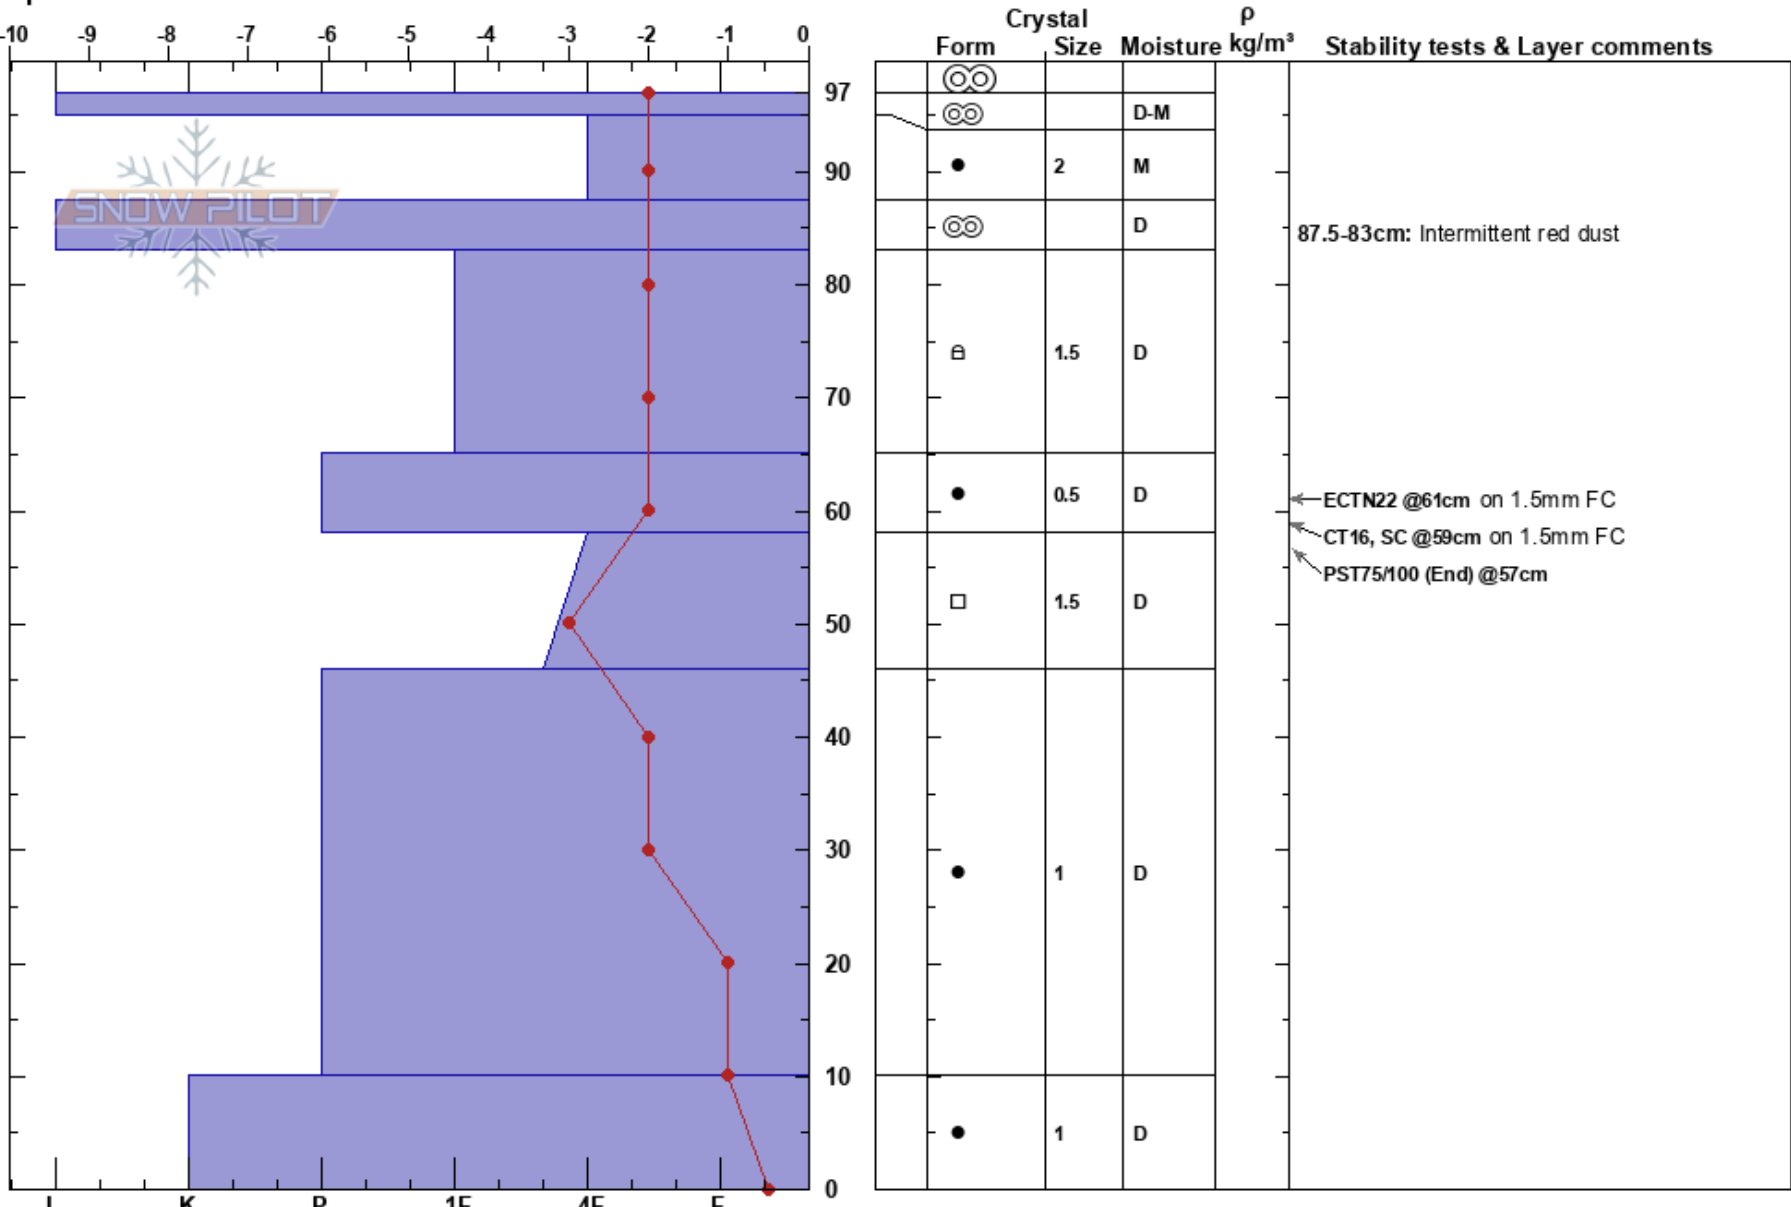 Crystal ρ
-10 -9 -8 -7 -6 -5 -4 -3 -2 -1 0 Form Size Moisture kg/m³ Stability tests & Layer comments
97
D-M
SNOW PILOT 90 2 M
D 87.5-83cm: Intermittent red dust
80
1.5 D
70
0.5 D ECTN22 @61cm on 1.5mm FC
60
CT16, SC @59cm on 1.5mm FC
PST75/100 (End) @57cm
1.5 D
50
40
30
1 D
20
10
1 D
0
I K P 1F 4F F